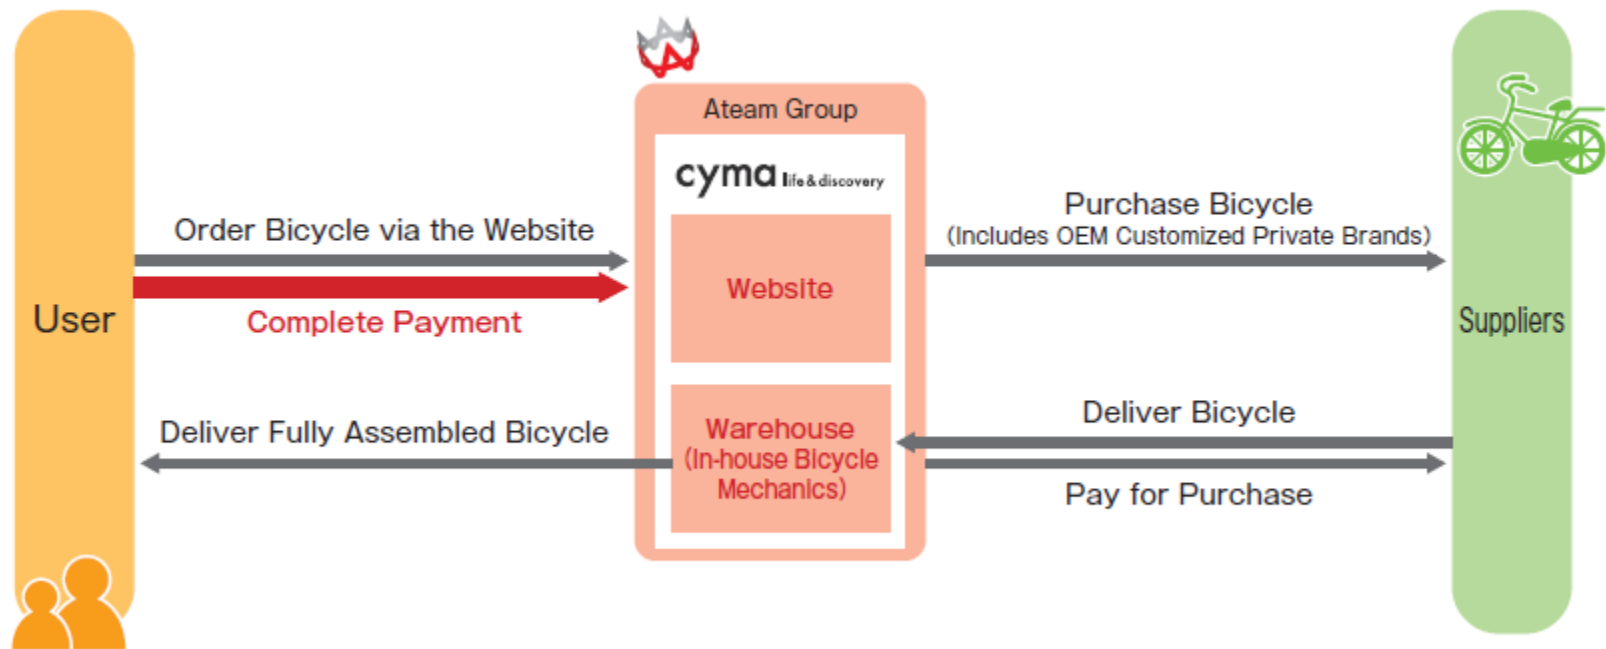 Ateam Group
cyma life & discovery
Order Bicycle via the Website
Complete Payment
User
Deliver Fully Assembled Bicycle
Website
Warehouse
(In-house Bicycle
Mechanics)
Purchase Bicycle
(Includes OEM Customized Private Brands)
Suppliers
Deliver Bicycle
Pay for Purchase